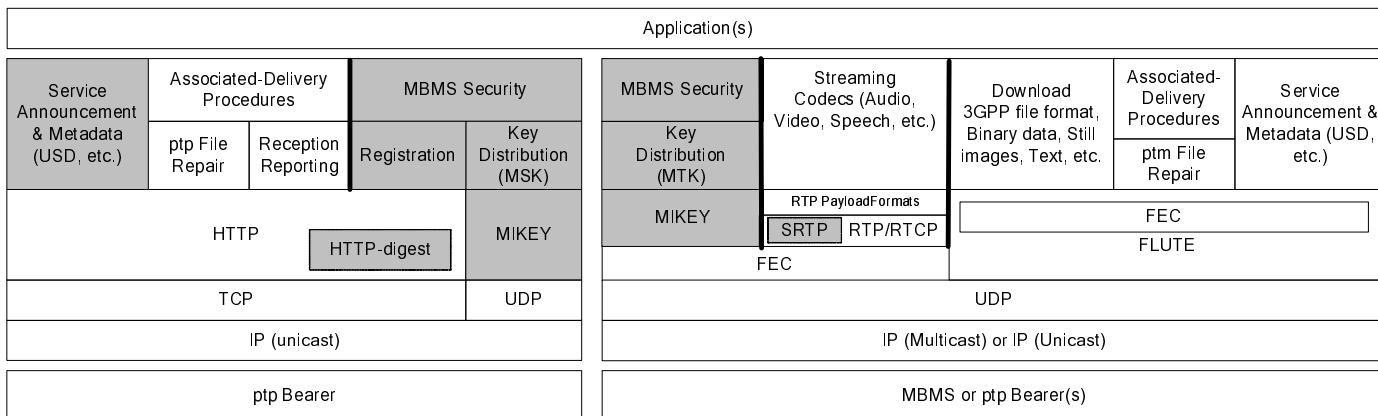 Application(s)
Service
Announcement
& Metadata
(USD, etc.)
Associated-Delivery
Procedures
ptp File
Repair
Reception
Reporting
MBMS Security
Registration
Key
Distribution
(MSK)
HTTP
HTTP-digest
MIKEY
TCP
UDP
IP (unicast)
ptp Bearer
MBMS Security
Key
Distribution
(MTK)
MIKEY
Streaming
Codecs (Audio,
Video, Speech, etc.)
RTP PayloadFormats
SRTP
RTP/RTCP
FEC
Download
3GPP file format,
Binary data, Still
images, Text, etc.
Associated-
Delivery
Procedures
ptm File
Repair
Service
Announcement &
Metadata (USD,
etc.)
FEC
FLUTE
UDP
IP (Multicast) or IP (Unicast)
MBMS or ptp Bearer(s)